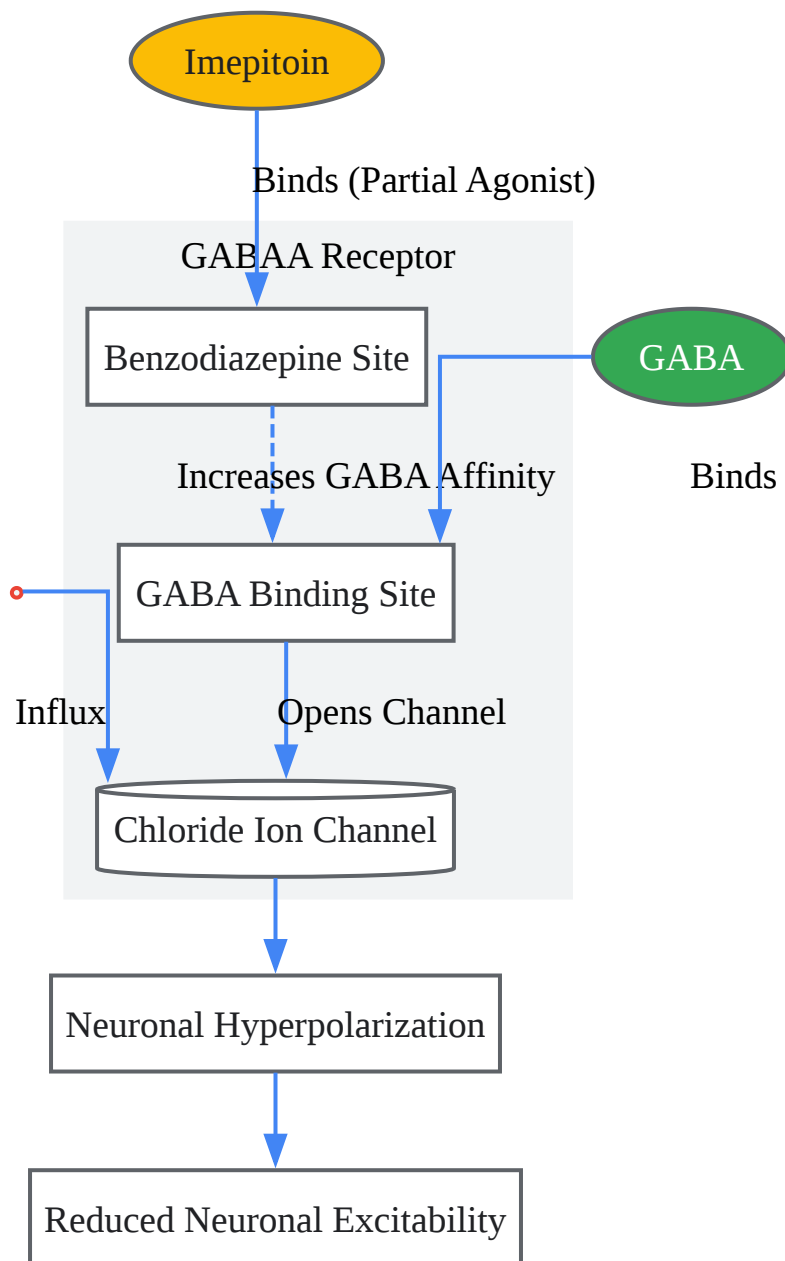 Imepitoin
Binds (Partial Agonist)
GABAA Receptor
Benzodiazepine Site
GABA
Increases GABA Affinity
Binds
GABA Binding Site
Influx
Opens Channel
Chloride Ion Channel
Neuronal Hyperpolarization
Reduced Neuronal Excitability